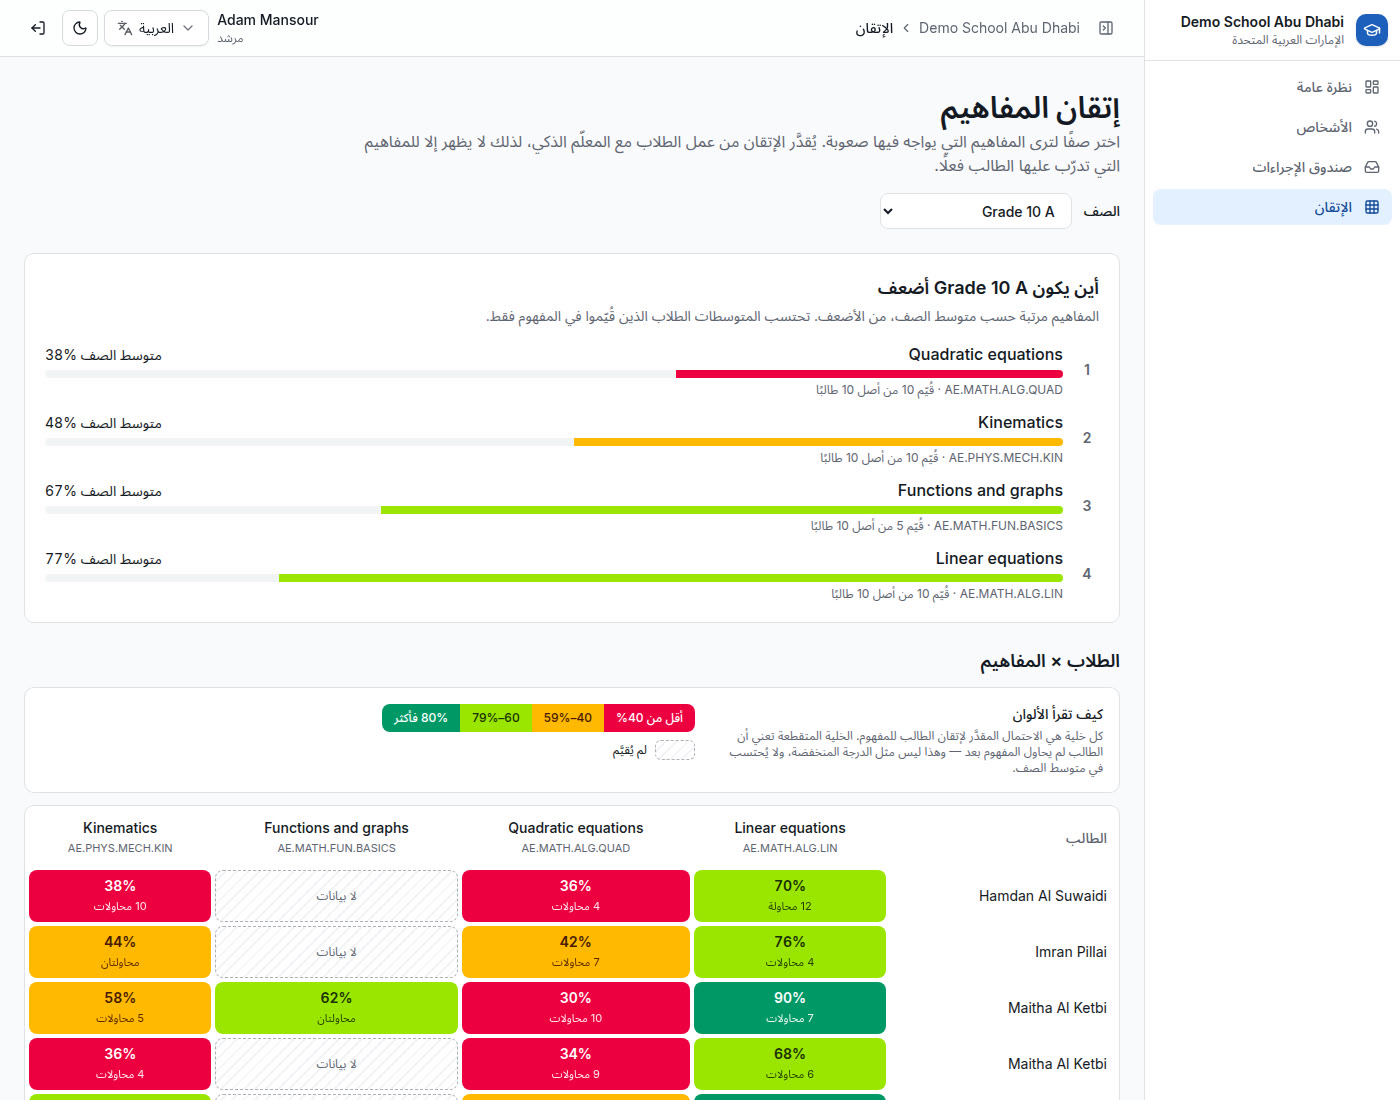 Demo School Abu Dhabi
الإمارات العربية المتحدة
نظرة عامة
الأشخاص
صندوق الإجراءات
الإتقان
Demo School Abu Dhabi
الإتقان
Adam Mansour
مرشد
العربية
إتقان المفاهيم
اختر صفًا لترى المفاهيم التي يواجه فيها صعوبة. يُقدَّر الإتقان من عمل الطلاب مع المعلّم الذكي، لذلك لا يظهر إلا للمفاهيم
التي تدرّب عليها الطالب فعلًا.
الصف
Grade 10 A
أين يكون Grade 10 A أضعف
المفاهيم مرتبة حسب متوسط الصف، من الأضعف. تحتسب المتوسطات الطلاب الذين قُيّموا في المفهوم فقط.
1
Quadratic equations
متوسط الصف 38%
AE.MATH.ALG.QUAD · قُيّم 10 من أصل 10 طالبًا
2
Kinematics
متوسط الصف 48%
AE.PHYS.MECH.KIN · قُيّم 10 من أصل 10 طالبًا
3
Functions and graphs
متوسط الصف 67%
AE.MATH.FUN.BASICS · قُيّم 5 من أصل 10 طالبًا
4
Linear equations
متوسط الصف 77%
AE.MATH.ALG.LIN · قُيّم 10 من أصل 10 طالبًا
الطلاب × المفاهيم
كيف تقرأ الألوان
كل خلية هي الاحتمال المقدَّر لإتقان الطالب للمفهوم. الخلية المتقطعة تعني أن
الطالب لم يحاول المفهوم بعد — وهذا ليس مثل الدرجة المنخفضة، ولا يُحتسب
في متوسط الصف.
أقل من 40%
40–59%
60–79%
80% فأكثر
لم يُقيَّم
الطالب
Linear equations
AE.MATH.ALG.LIN
Quadratic equations
AE.MATH.ALG.QUAD
Functions and graphs
AE.MATH.FUN.BASICS
Kinematics
AE.PHYS.MECH.KIN
Hamdan Al Suwaidi
70%
12 محاولة
36%
4 محاولات
لا بيانات
38%
10 محاولات
Imran Pillai
76%
4 محاولات
42%
7 محاولات
لا بيانات
44%
محاولتان
Maitha Al Ketbi
90%
7 محاولات
30%
10 محاولات
62%
محاولتان
58%
5 محاولات
Maitha Al Ketbi
68%
6 محاولات
34%
9 محاولات
لا بيانات
36%
4 محاولات